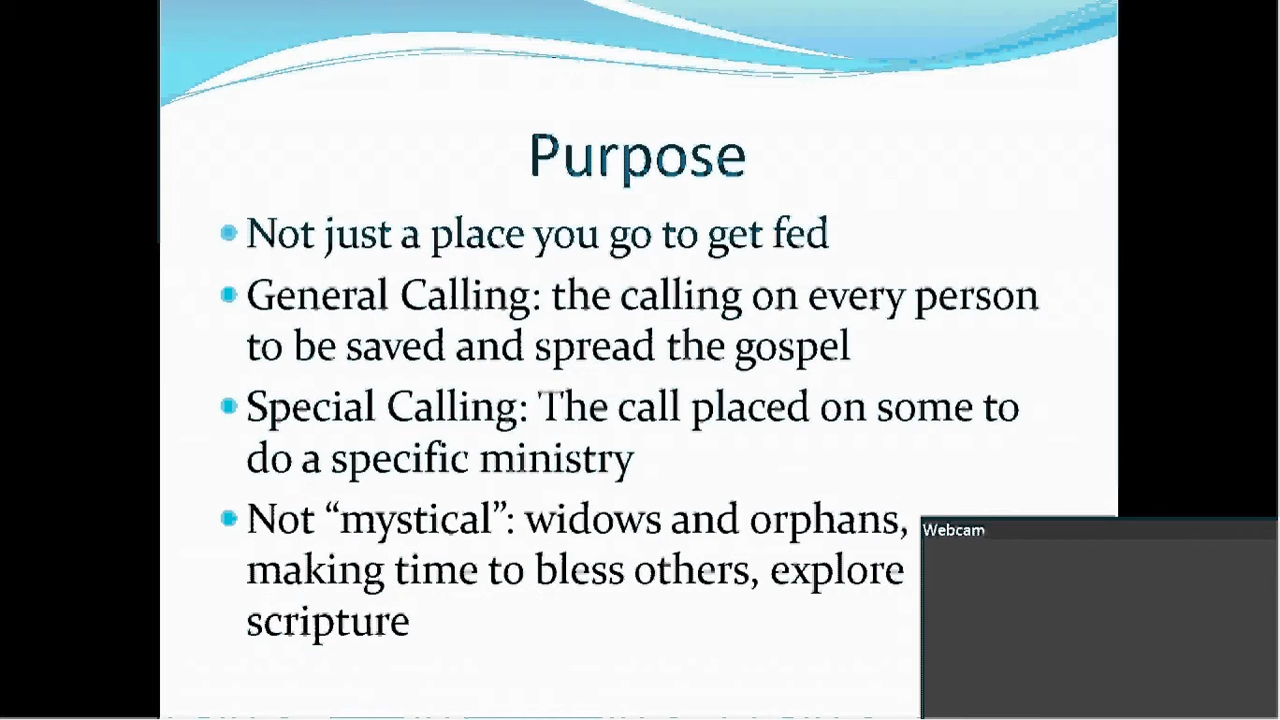 Purpose
Not just a place you go to get fed
General Calling: the calling on every person
to be saved and spread the gospel
Special Calling: The call placed on some to
do a specific ministry
Not “mystical”: widows and orphans,
making time to bless others, explore
scripture
Webcam